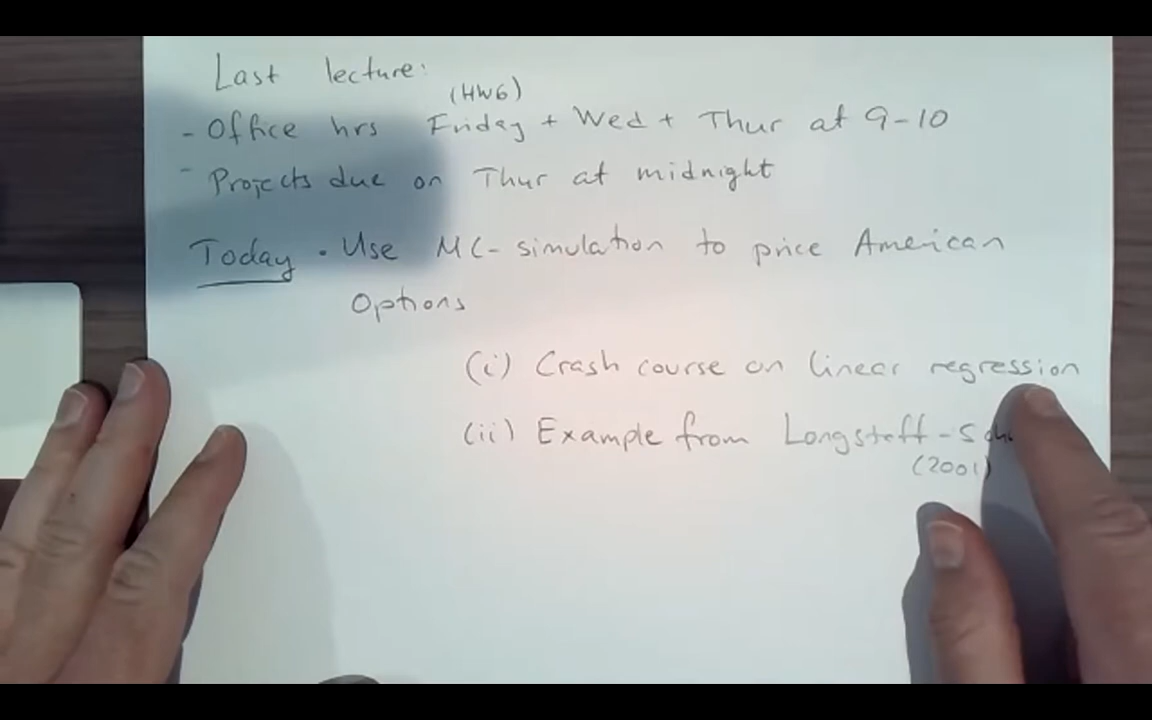 Last lecture:
(HW6)
- Office hrs Friday + Wed + Thur at 9-10
- Projects due on Thur at midnight
Today • Use MC-simulation to price American
Options
(i) Crash course on linear regression
(ii) Example from Longstaff-
(2001)